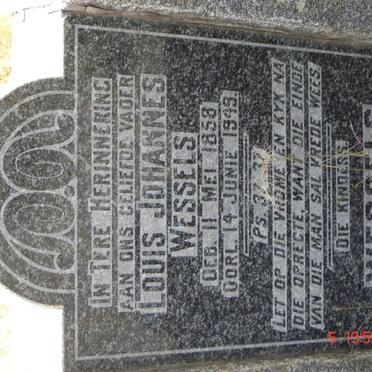 IN TERE HERINNERING
AAN ONS GELIEFDE VADER
LOUIS JOHANNES
WESSELS
GEB. 17 MEI 1858
OORL. 14 JUNIE 1949.
PS. 37
LET OP DIE VROME EN KYK NA
DIE OPREGTE, WANT DIE EINDE
VAN DIE MAN SAL VREDE WEES.
DIE KINDERS